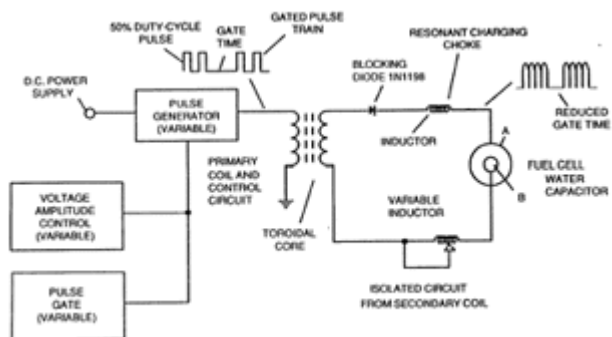 50% DUTY-CYCLE
PULSE
GATE
TIME
GATED PULSE
TRAIN
RESONANT CHARGING
CHOKE
BLOCKING
DIODE 1N1198
D.C. POWER
SUPPLY
PULSE
GENERATOR
(VARIABLE)
INDUCTOR
REDUCED
GATE TIME
A
PRIMARY
COIL AND
CONTROL
CIRCUIT
FUEL CELL
WATER
CAPACITOR
B
VOLTAGE
AMPLITUDE
CONTROL
(VARIABLE)
VARIABLE
INDUCTOR
TOROIDAL
CORE
PULSE
GATE
(VARIABLE)
ISOLATED CIRCUIT
FROM SECONDARY COIL